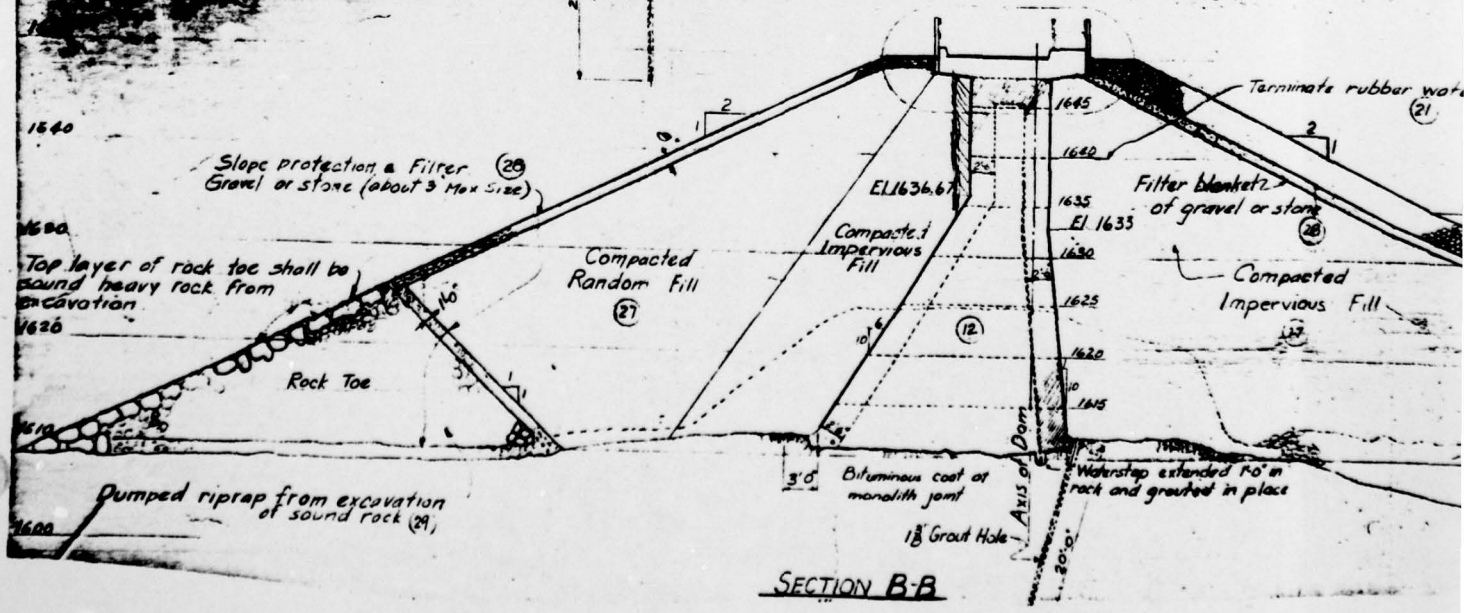 1645
Terminate rubber
(21)
2
1
2
1
1640
1640
Slope protection & Filter (28)
Gravel or stone (about 3 Max Size)
El. 1636.67
Filter blanket
of gravel or stone
(28)
1635
El. 1633
Compacted
Impervious
Fill
1630
Compacted
Random Fill
(27)
Top layer of rock toe shall be
sound heavy rock from
excavation
Compacted
Impervious Fill
(27)
1625
1620
(12)
6
10
1620
Rock Toe
1
1
10
1615
1610
3'0"
Bituminous coat at
monolith joint
Axis of Dam
Waterstop extended 1'-0" in
rock and grouted in place
Dumped riprap from excavation
of sound rock (29)
1600
Grout Hole
20'-0"
SECTION B-B